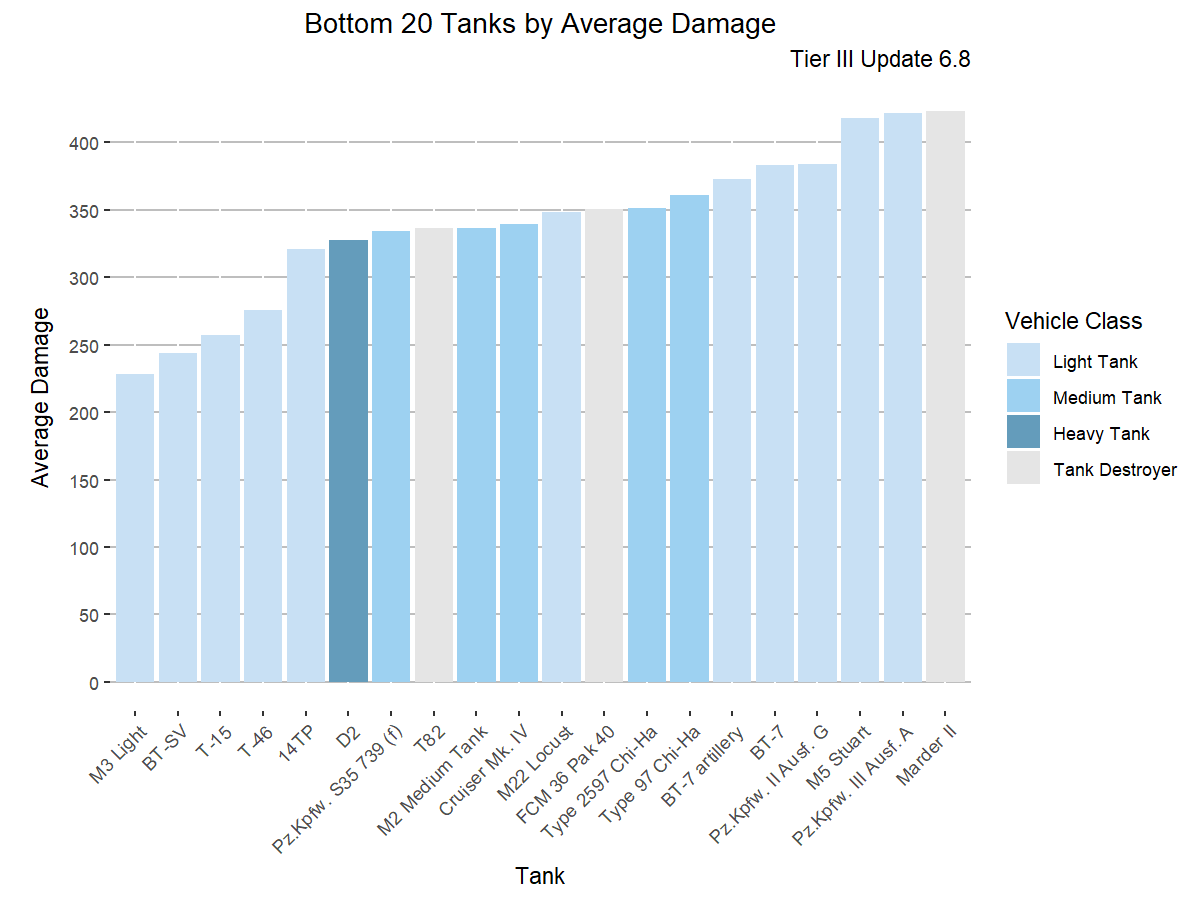 Bottom 20 Tanks by Average Damage
Tier III Update 6.8
Average Damage
400
350
300
250
200
150
100
50
0
M3 Light
BT-SV
T-15
T-46
14TP
D2
Pz.Kpfw. S35 739 (f)
T82
M2 Medium Tank
Cruiser Mk. IV
M22 Locust
FCM 36 Pak 40
Type 2597 Chi-Ha
Type 97 Chi-Ha
BT-7 artillery
BT-7
Pz.Kpfw. II Ausf. G
M5 Stuart
Pz.Kpfw. III Ausf. A
Marder II
Tank
Vehicle Class
Light Tank
Medium Tank
Heavy Tank
Tank Destroyer